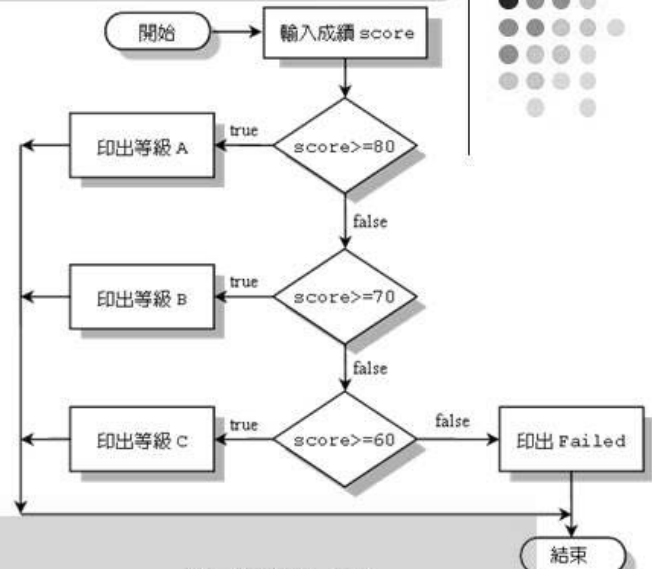 開始
輸入成績 score
印出等級 A
true
score>=80
false
印出等級 B
true
score>=70
false
印出等級 C
true
score>=60
false
印出 Failed
結束